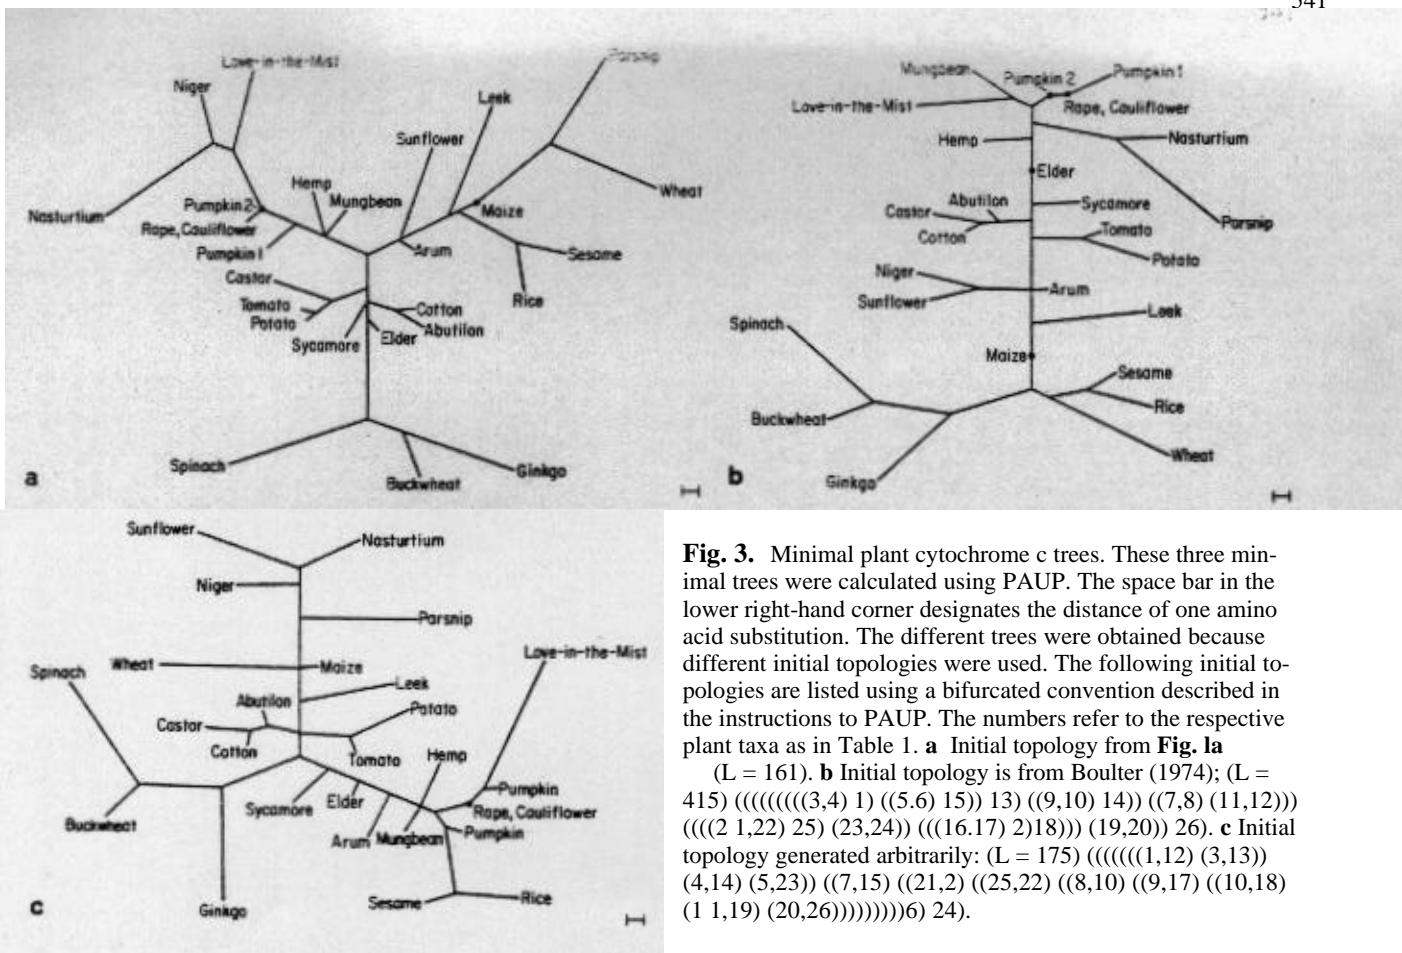 541
Love-in-the-Mist
Parsnip
Niger
Leek
Sunflower
Hemp
Mungbean
Wheat
Nasturtium
Pumpkin2
Maize
Rape, Cauliflower
Pumpkin1
Arum
Sesame
Castor
Rice
Tomato
Cotton
Potato
Abutilon
Sycamore
Elder
Spinach
Buckwheat
Ginkgo
a
Mungbean
Pumpkin 2
Pumpkin1
Love-in-the-Mist
Rape, Cauliflower
Hemp
Nasturtium
Elder
Abutilon
Sycamore
Castor
Parsnip
Cotton
Tomato
Potato
Niger
Arum
Sunflower
Leek
Spinach
Maize
Sesame
Rice
Buckwheat
Wheat
Ginkgo
b
Sunflower
Nasturtium
Niger
Parsnip
Love-in-the-Mist
Wheat
Maize
Spinach
Leek
Abutilon
Potato
Castor
Cotton
Tomato
Hemp
Pumpkin
Sycamore
Elder
Rape, Cauliflower
Buckwheat
Arum
Mungbean
Pumpkin
Ginkgo
Sesame
Rice
c
Fig. 3. Minimal plant cytochrome c trees. These three min-
imal trees were calculated using PAUP. The space bar in the
lower right-hand corner designates the distance of one amino
acid substitution. The different trees were obtained because
different initial topologies were used. The following initial to-
pologies are listed using a bifurcated convention described in
the instructions to PAUP. The numbers refer to the respective
plant taxa as in Table 1. a Initial topology from Fig. la
(L = 161). b Initial topology is from Boulter (1974); (L =
415) (((((((((3,4) 1) ((5.6) 15)) 13) ((9,10) 14)) ((7,8) (11,12)))
((((2 1,22) 25) (23,24)) (((16.17) 2)18))) (19,20)) 26). c Initial
topology generated arbitrarily: (L = 175) (((((((1,12) (3,13))
(4,14) (5,23)) ((7,15) ((21,2) ((25,22) ((8,10) ((9,17) ((10,18)
(1 1,19) (20,26)))))))))6) 24).